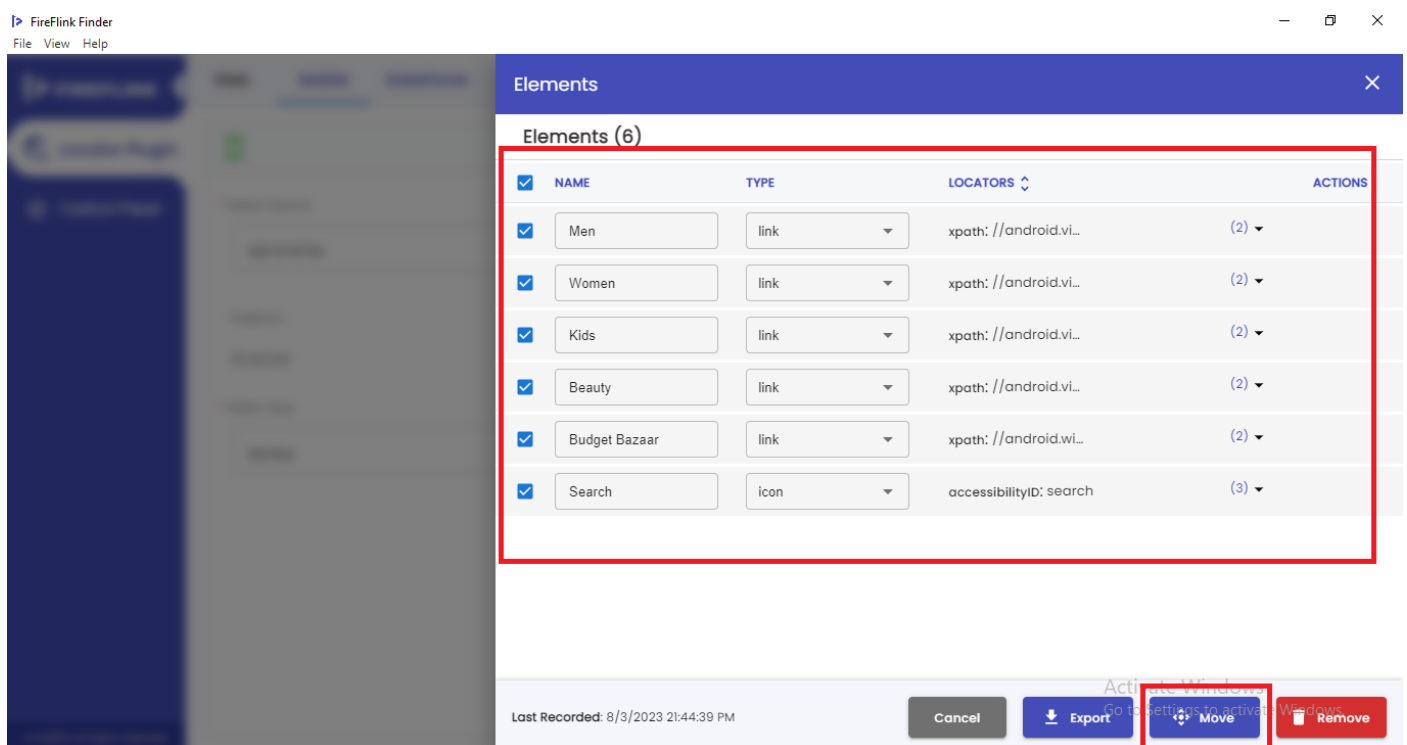 FireFlink Finder
File View Help
Elements
Elements (6)
NAME TYPE LOCATORS ACTIONS
Men link xpath: //android.vi... (2)
Women link xpath: //android.vi... (2)
Kids link xpath: //android.vi... (2)
Beauty link xpath: //android.vi... (2)
Budget Bazaar link xpath: //android.wi... (2)
Search icon accessibilityID: search (3)
Activate Windows
Go to Settings to activate Windows.
Last Recorded: 8/3/2023 21:44:39 PM Cancel Export Move Remove